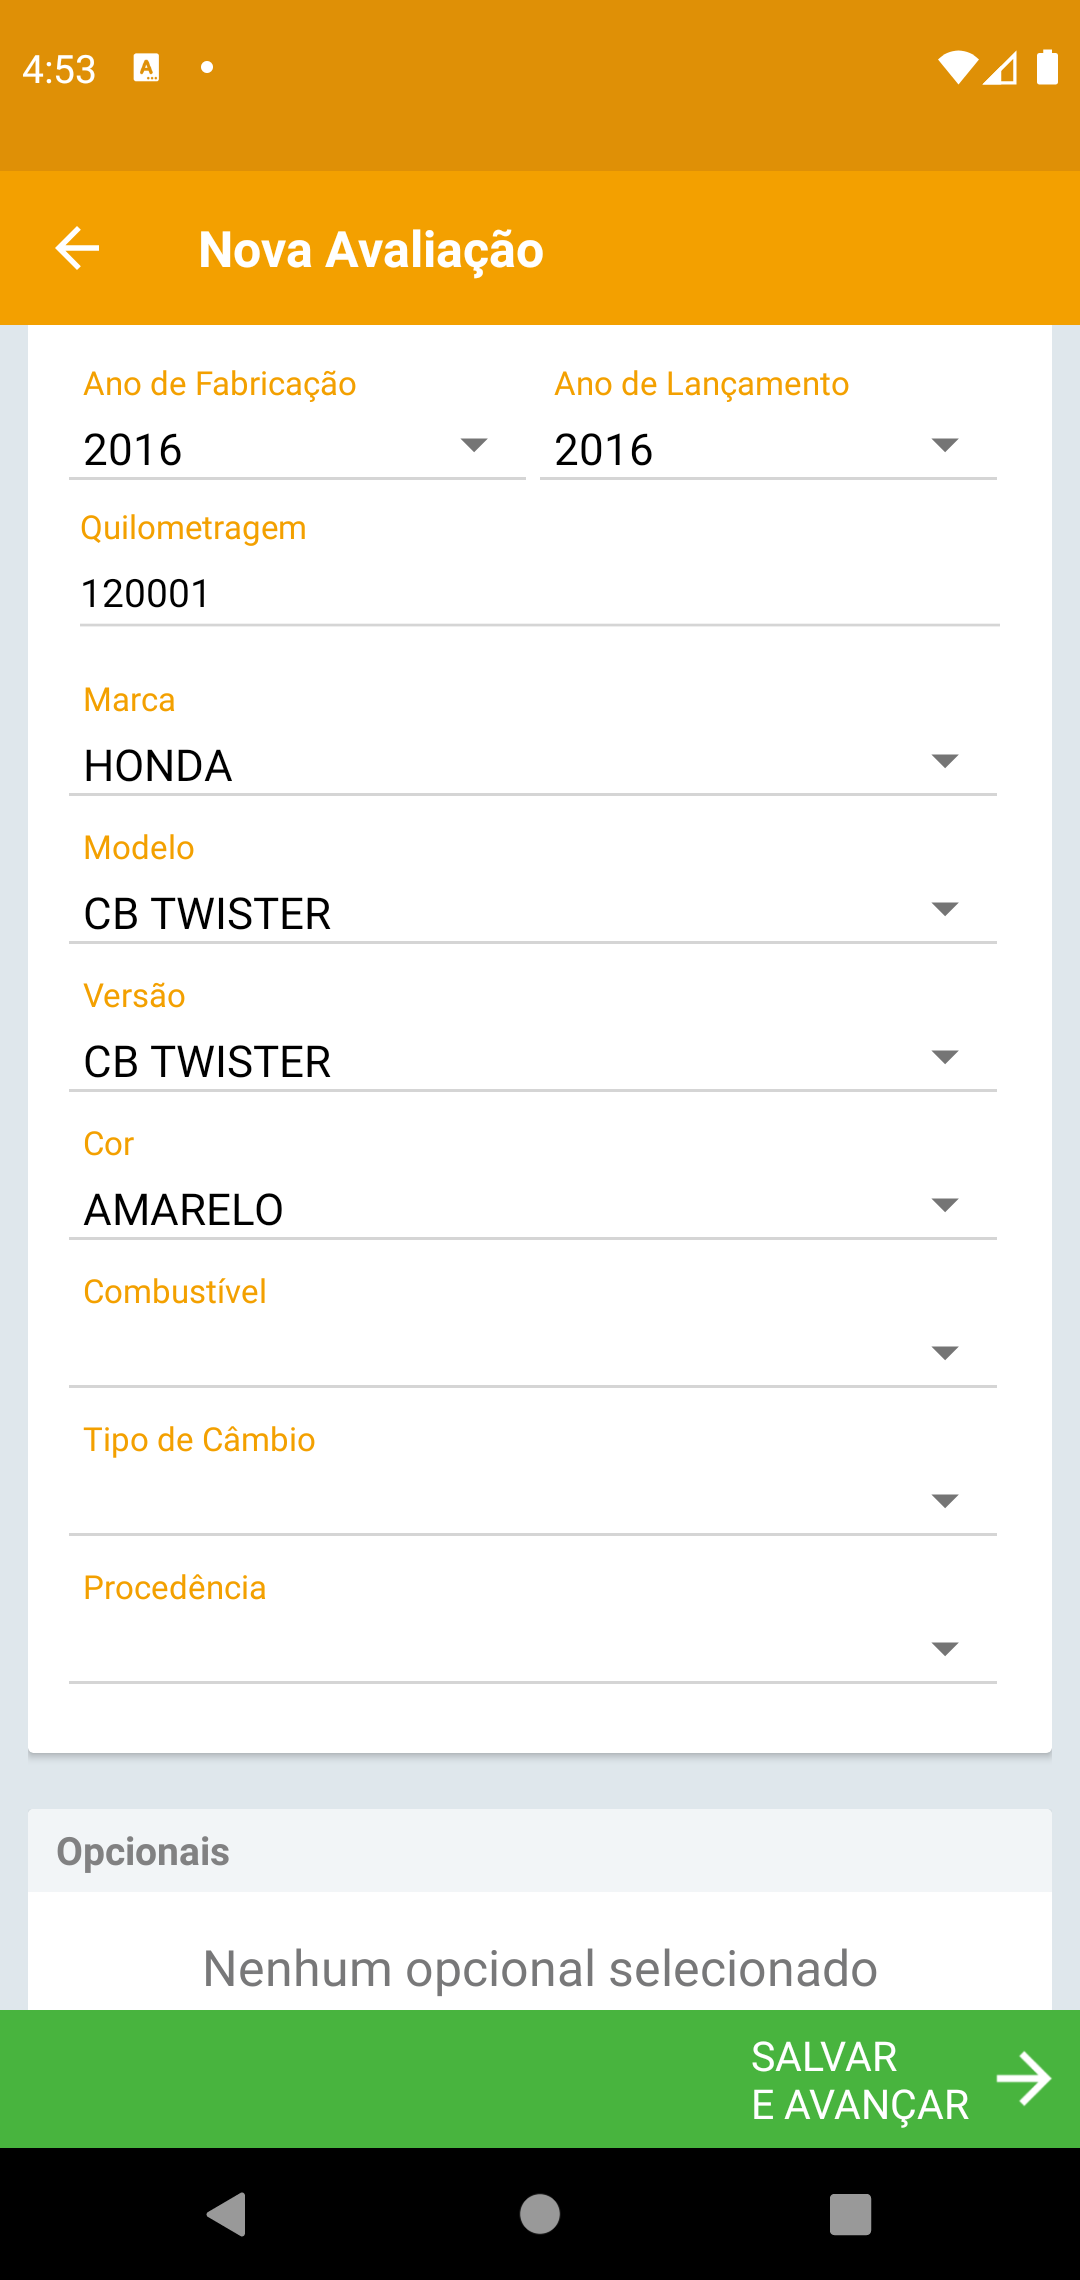 4:53
Nova Avaliação
Ano de Fabricação Ano de Lançamento
2016 2016
Quilometragem
120001
Marca
HONDA
Modelo
CB TWISTER
Versão
CB TWISTER
Cor
AMARELO
Combustível
Tipo de Câmbio
Procedência
Opcionais
Nenhum opcional selecionado
SALVAR
E AVANÇAR